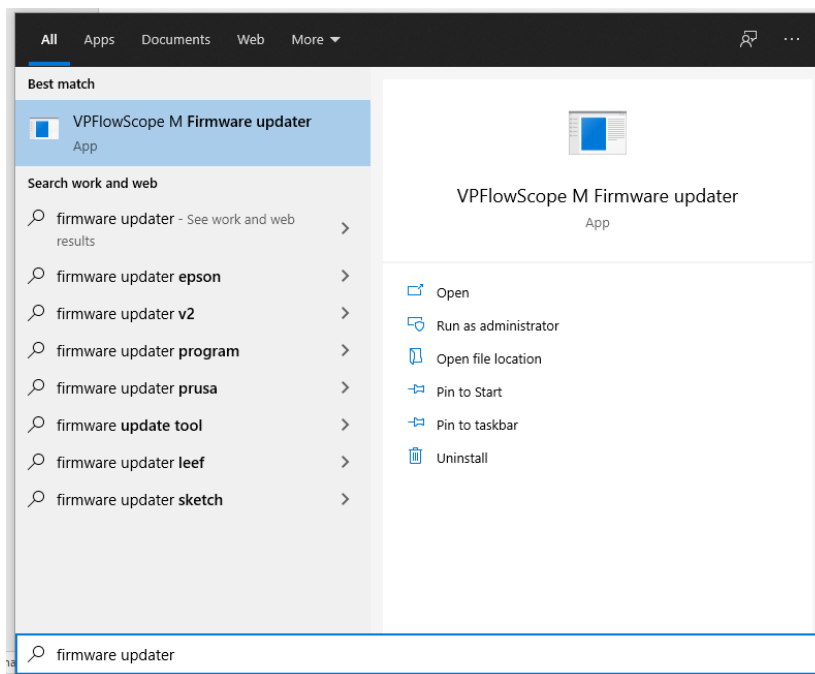 All Apps Documents Web More
Best match
VPFlowScope M Firmware updater
App
Search work and web
firmware updater - See work and web
results
firmware updater epson
firmware updater v2
firmware updater program
firmware updater prusa
firmware update tool
firmware updater leef
firmware updater sketch
VPFlowScope M Firmware updater
App
Open
Run as administrator
Open file location
Pin to Start
Pin to taskbar
Uninstall
firmware updater